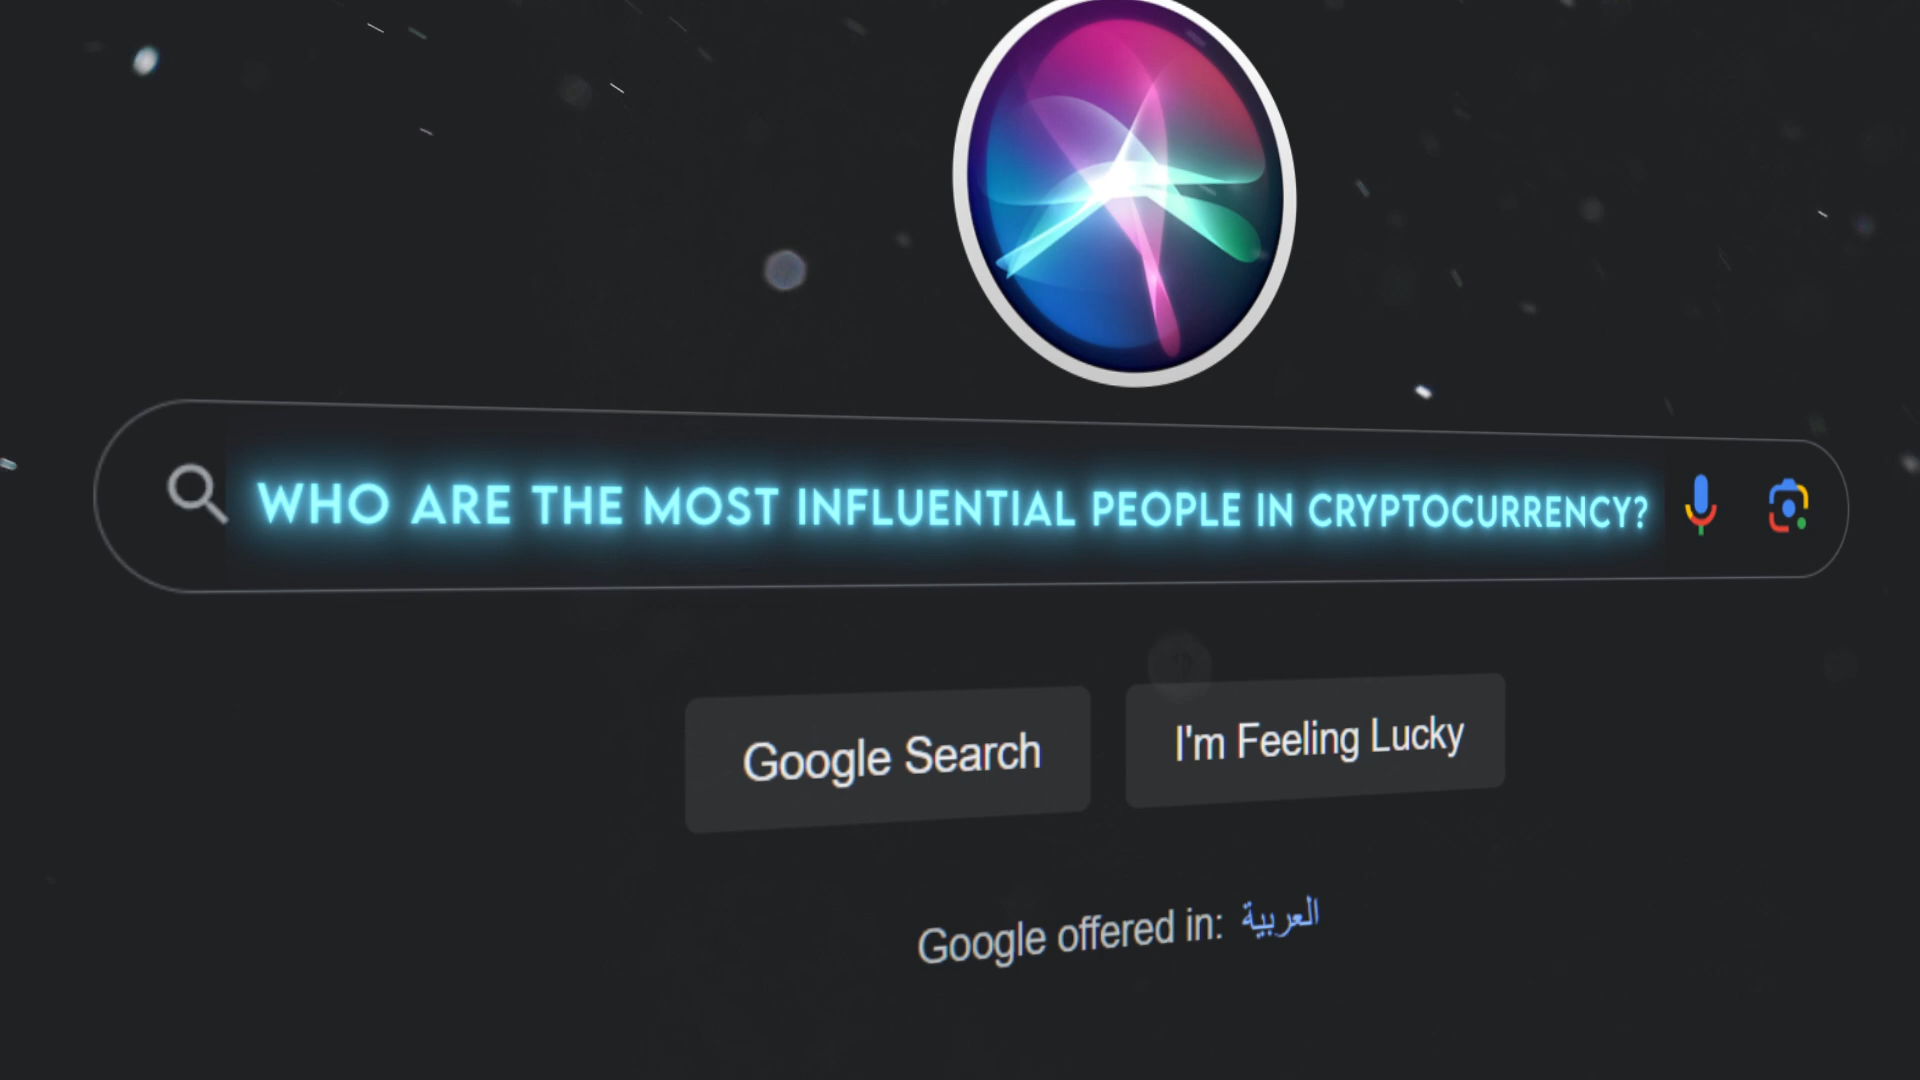 WHO ARE THE MOST INFLUENTIAL PEOPLE IN CRYPTOCURRENCY?
Google Search
I'm Feeling Lucky
Google offered in: العربية